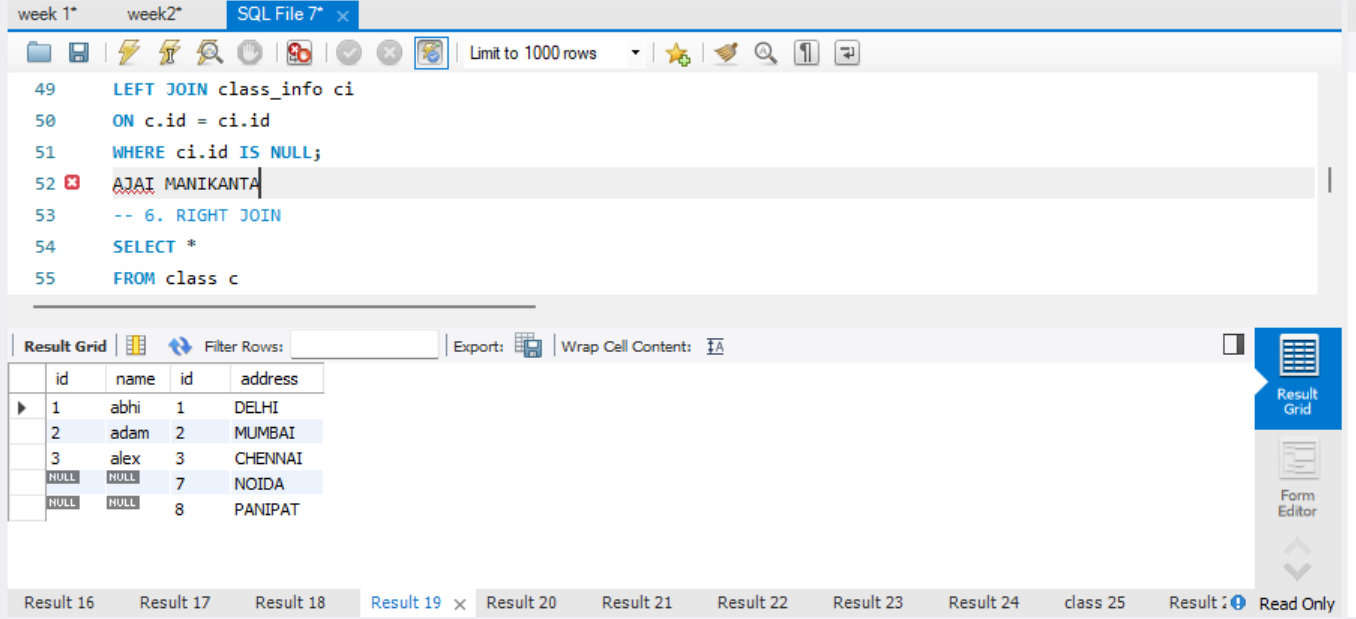 week 1* week2* SQL File 7*
Limit to 1000 rows
49 LEFT JOIN class_info ci
50 ON c.id = ci.id
51 WHERE ci.id IS NULL;
52 AJAI MANIKANTA
53 -- 6. RIGHT JOIN
54 SELECT *
55 FROM class c
Result Grid Filter Rows: Export: Wrap Cell Content:
id name id address
1 abhi 1 DELHI
2 adam 2 MUMBAI
3 alex 3 CHENNAI
NULL NULL 7 NOIDA
NULL NULL 8 PANIPAT
Result
Grid
Form
Editor
Result 16 Result 17 Result 18 Result 19 Result 20 Result 21 Result 22 Result 23 Result 24 class 25 Result Read Only